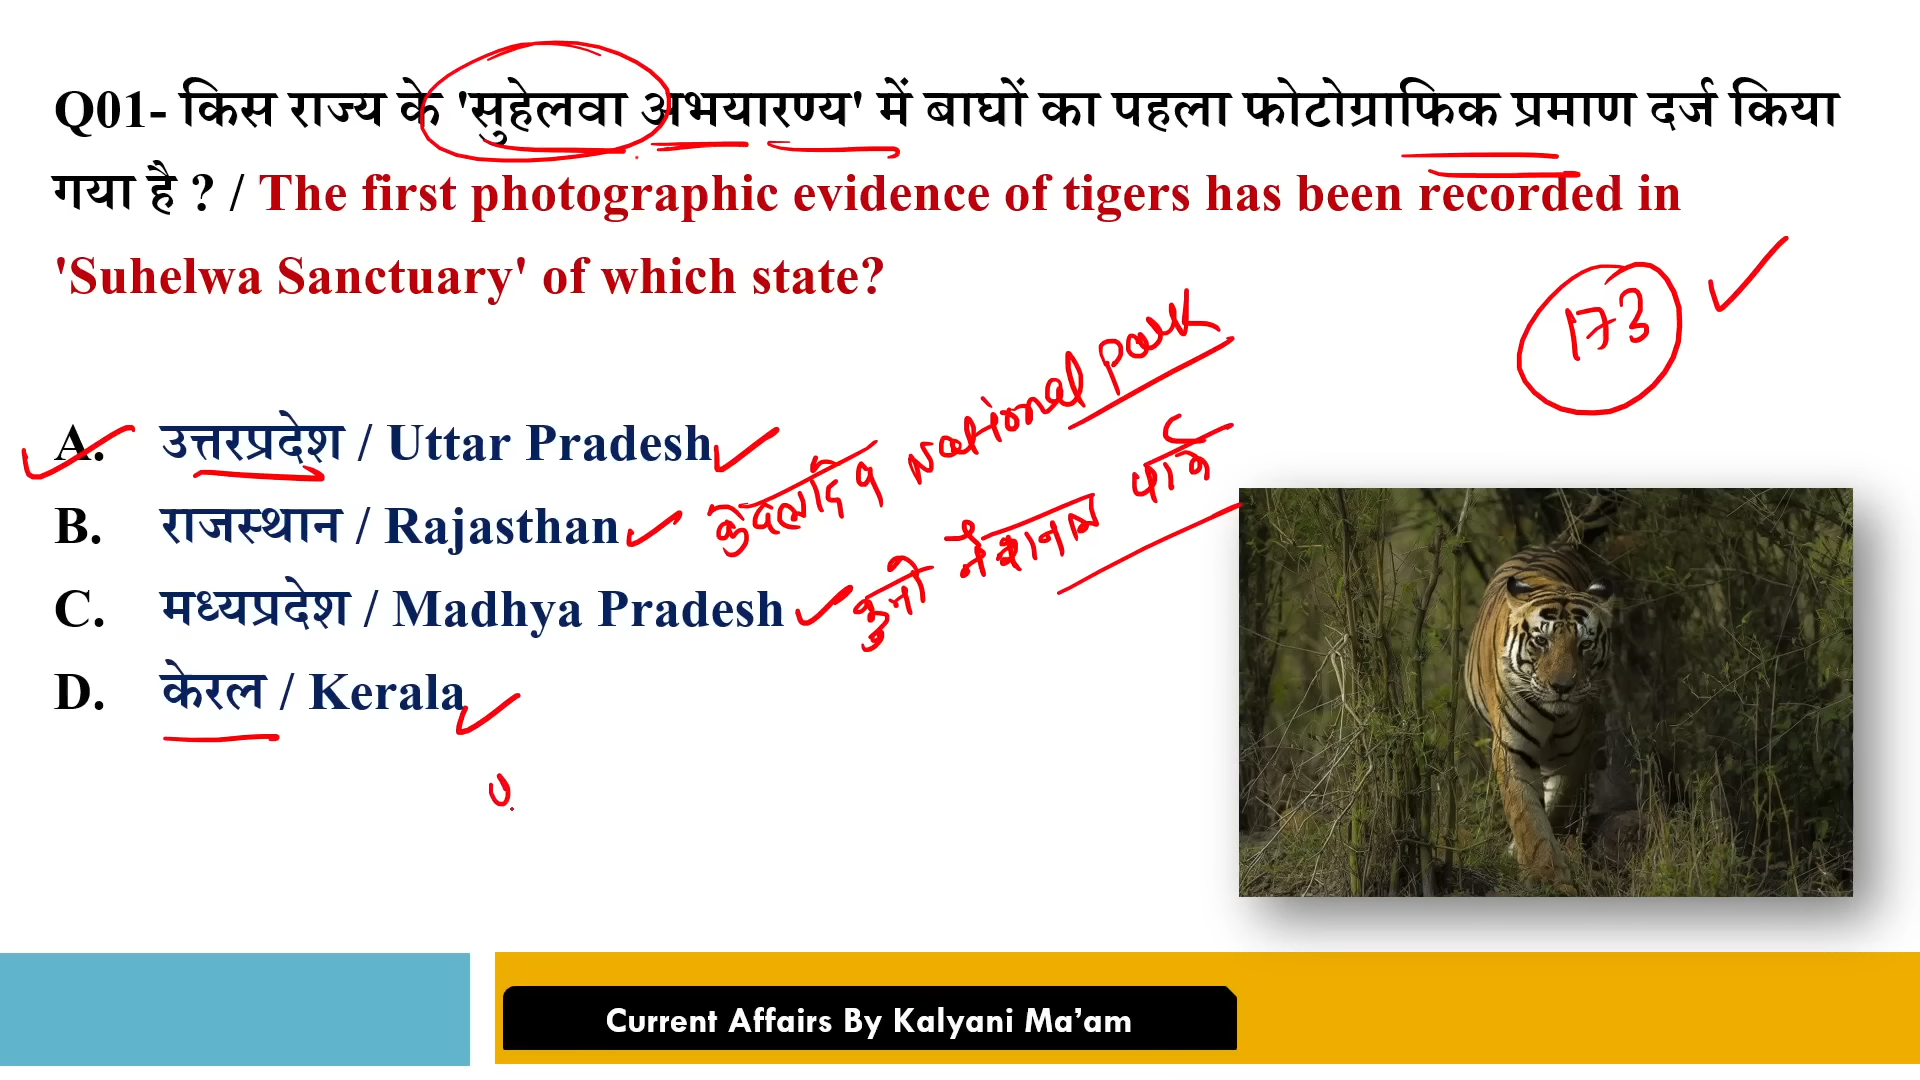 Q01- किस राज्य के 'सुहेलवा अभयारण्य' में बाघों का पहला फोटोग्राफिक प्रमाण दर्ज किया
गया है ? / The first photographic evidence of tigers has been recorded in
'Suhelwa Sanctuary' of which state?
173
A. उत्तरप्रदेश / Uttar Pradesh
B. राजस्थान / Rajasthan
C. मध्यप्रदेश / Madhya Pradesh
D. केरल / Kerala
National park
नेशनल पार्क
Current Affairs By Kalyani Ma'am